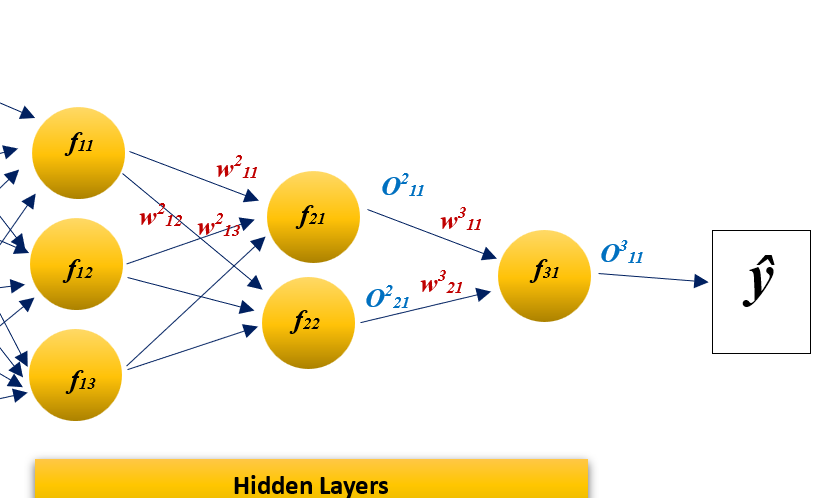 f11
w²11
O²11
w²12
w²13
f21
w³11
f12
O³11
f31
ŷ
O²21
w³21
f22
f13
Hidden Layers